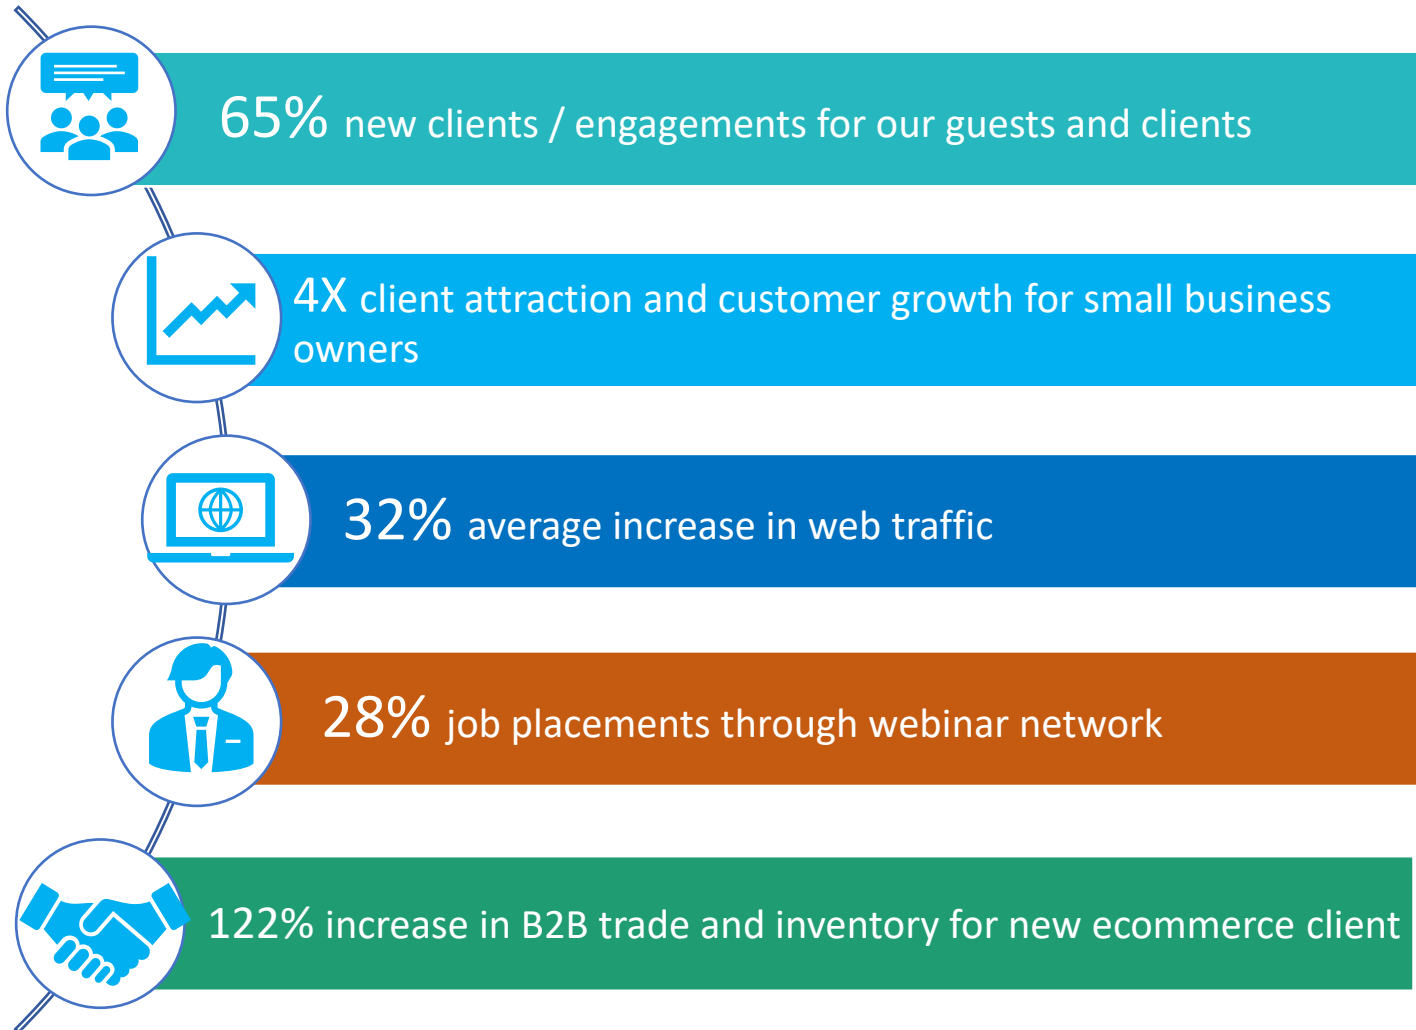 65% new clients / engagements for our guests and clients
4X client attraction and customer growth for small business
owners
32% average increase in web traffic
28% job placements through webinar network
122% increase in B2B trade and inventory for new ecommerce client